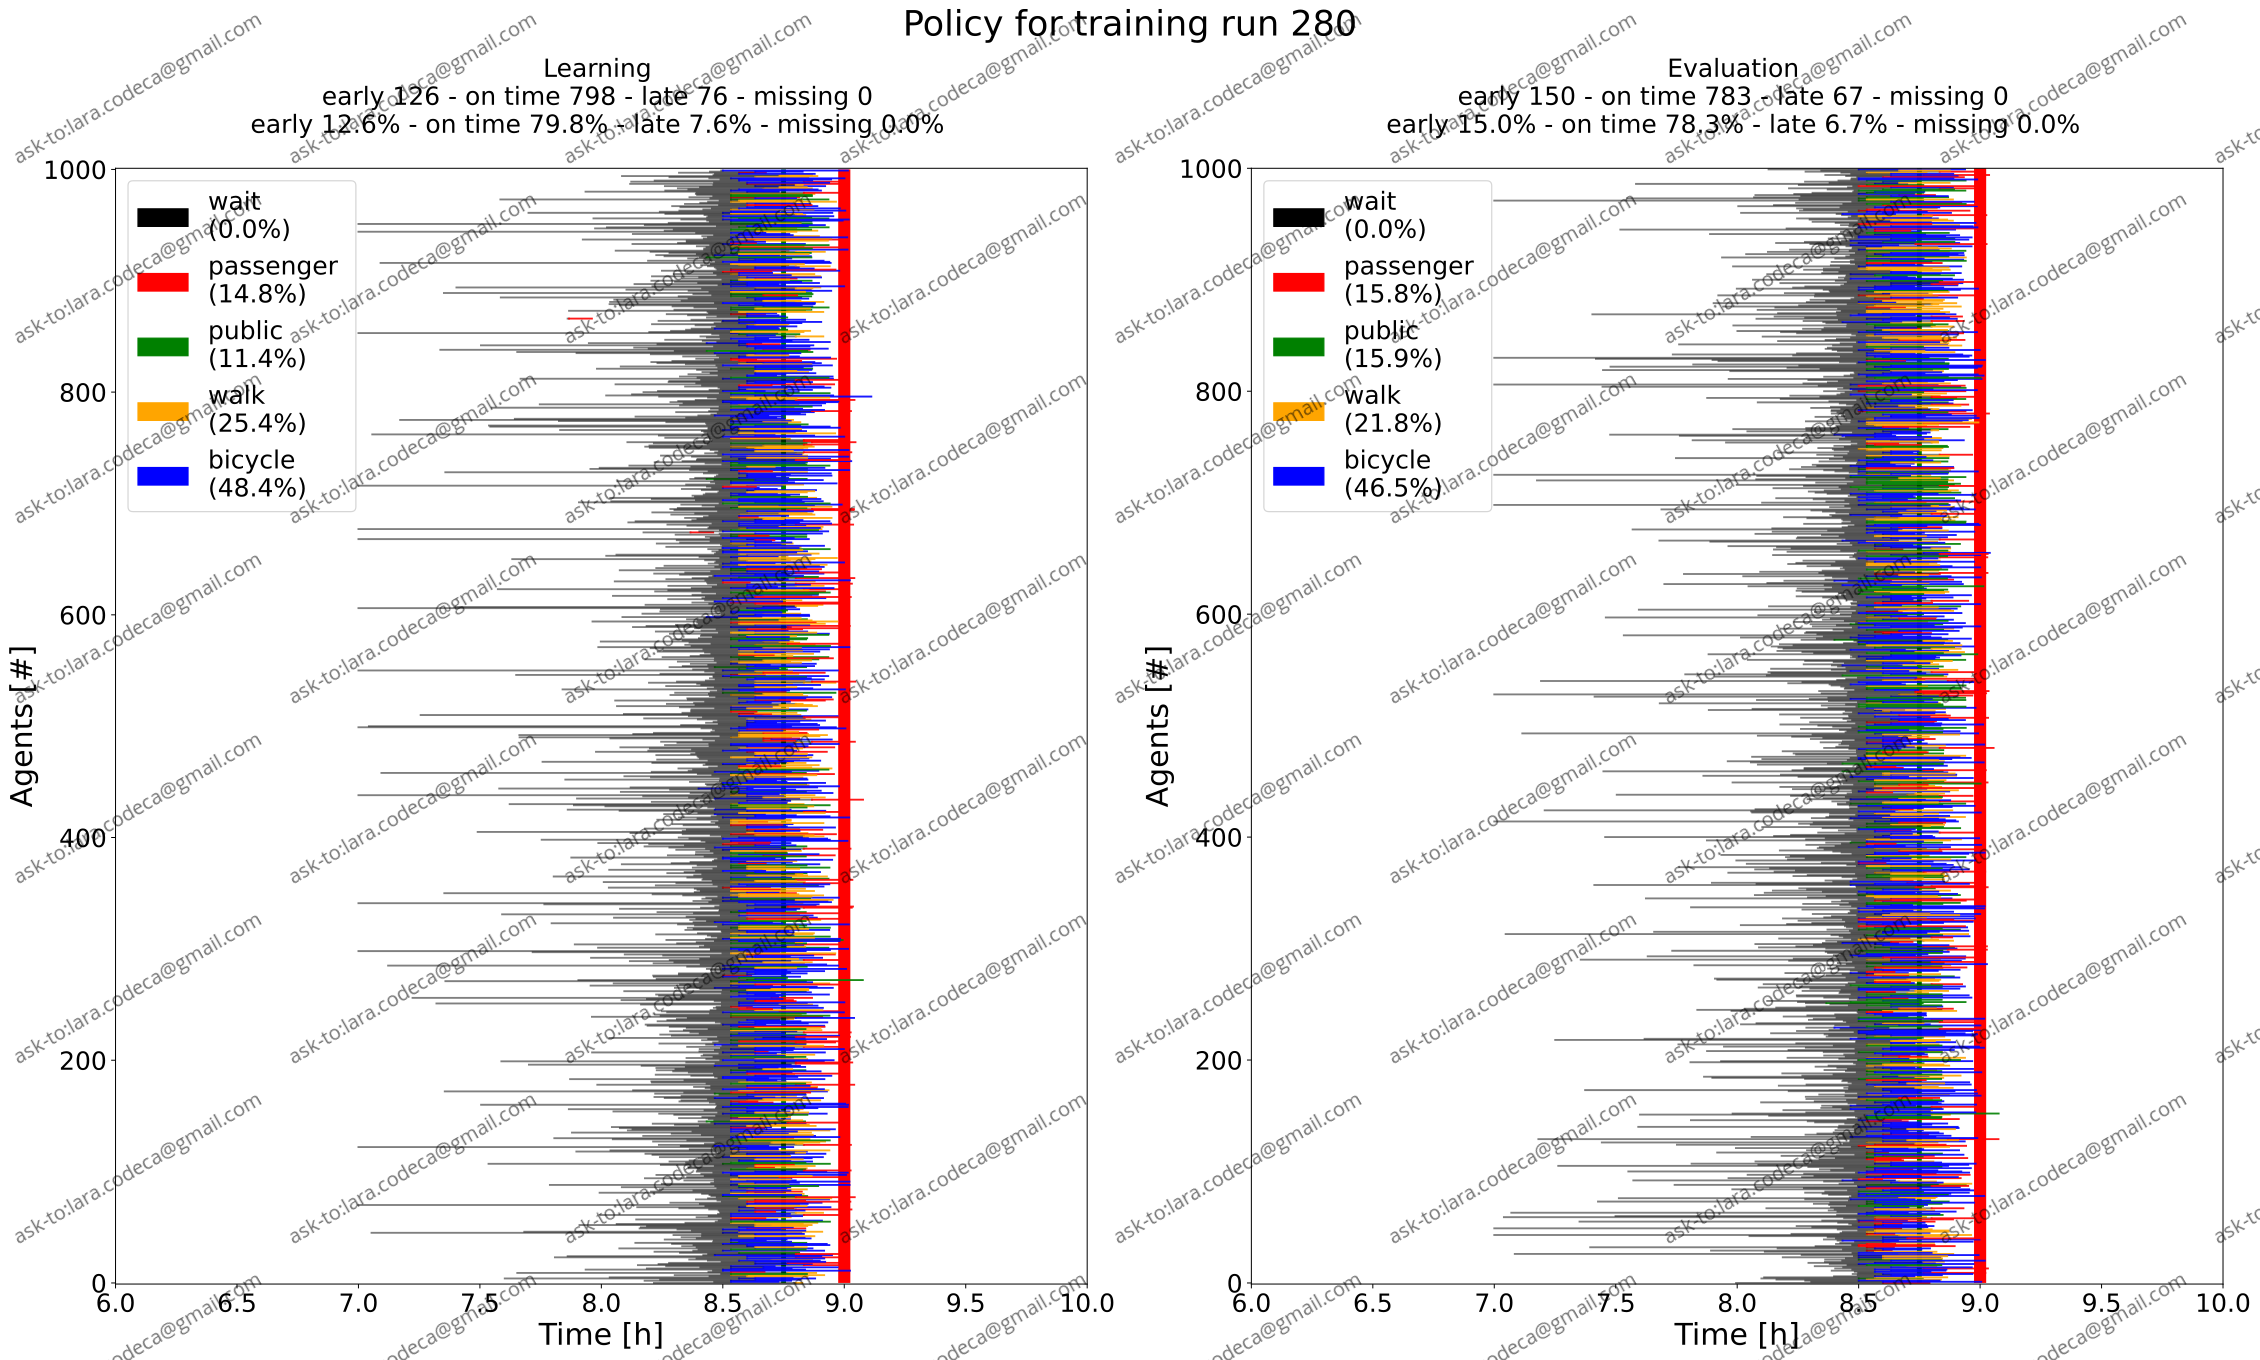 Policy for training run 280
Learning
early 126 - on time 798 - late 76 - missing 0
early 12.6% - on time 79.8% - late 7.6% - missing 0.0%
Evaluation
early 150 - on time 783 - late 67 - missing 0
early 15.0% - on time 78.3% - late 6.7% - missing 0.0%
wait
(0.0%)
passenger
(14.8%)
public
(11.4%)
walk
(25.4%)
bicycle
(48.4%)
wait
(0.0%)
passenger
(15.8%)
public
(15.9%)
walk
(21.8%)
bicycle
(46.5%)
Agents [#]
1000
800
600
400
200
0
6.0 6.5 7.0 7.5 8.0 8.5 9.0 9.5 10.0
Time [h]
Agents [#]
1000
800
600
400
200
0
6.0 6.5 7.0 7.5 8.0 8.5 9.0 9.5 10.0
Time [h]
ask-to:lara.codeca@gmail.com